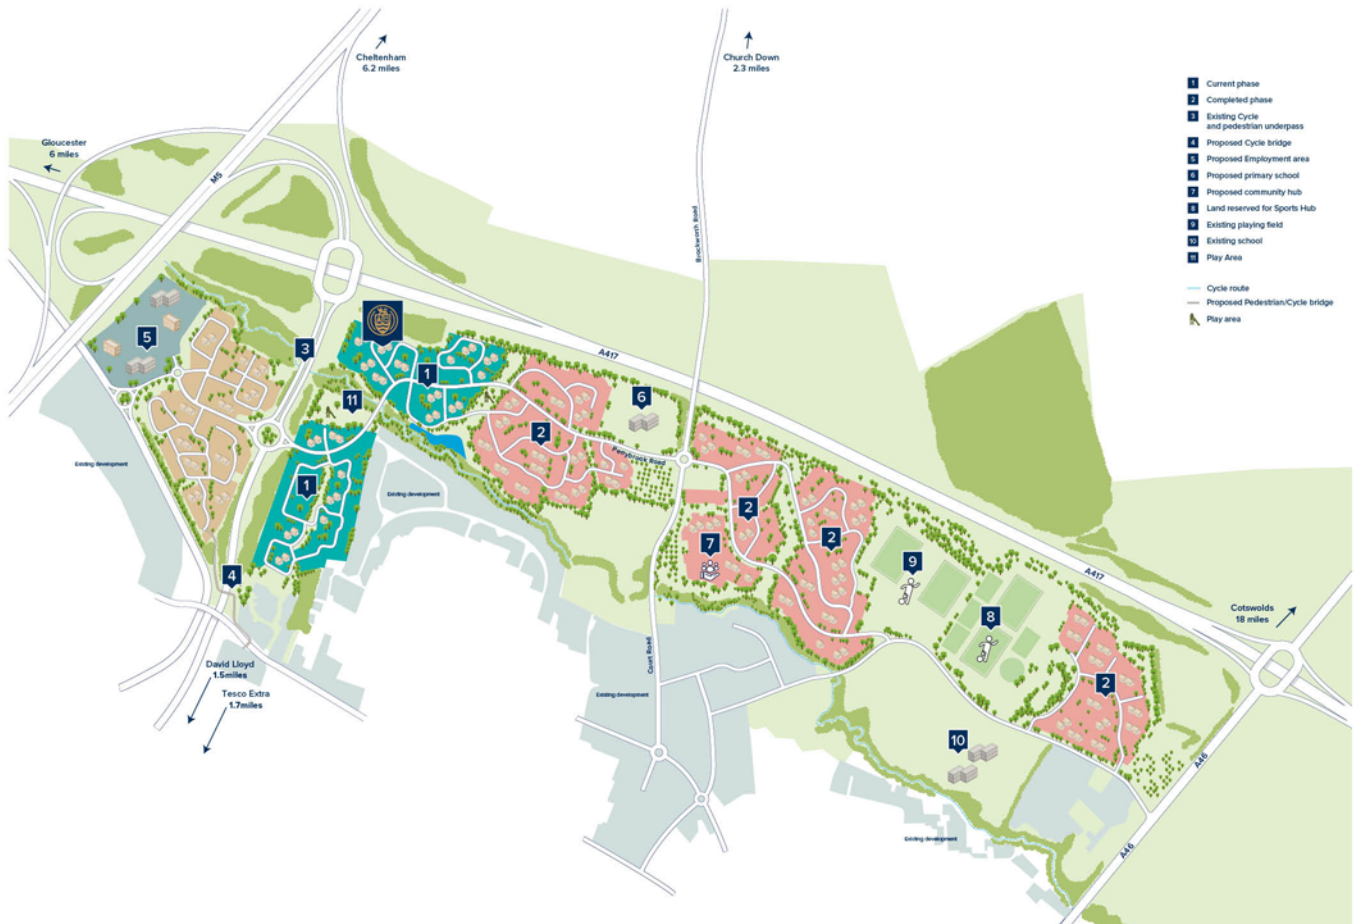 Cheltenham
6.2 miles
Church Down
2.3 miles
Gloucester
6 miles
M5
Brockworth Road
1 Current phase
2 Completed phase
3 Existing Cycle
and pedestrian underpass
4 Proposed Cycle bridge
5 Proposed Employment area
6 Proposed primary school
7 Proposed community hub
8 Land reserved for Sports Hub
9 Existing playing field
10 Existing school
11 Play Area
Cycle route
Proposed Pedestrian/Cycle bridge
Play area
5
3
A417
1
11
6
2
Perrybrook Road
Existing development
Existing development
1
2
2
7
9
4
8
A417
Cotswolds
18 miles
David Lloyd
1.5miles
Tesco Extra
1.7miles
Court Road
Existing development
2
10
A46
Existing development
A46